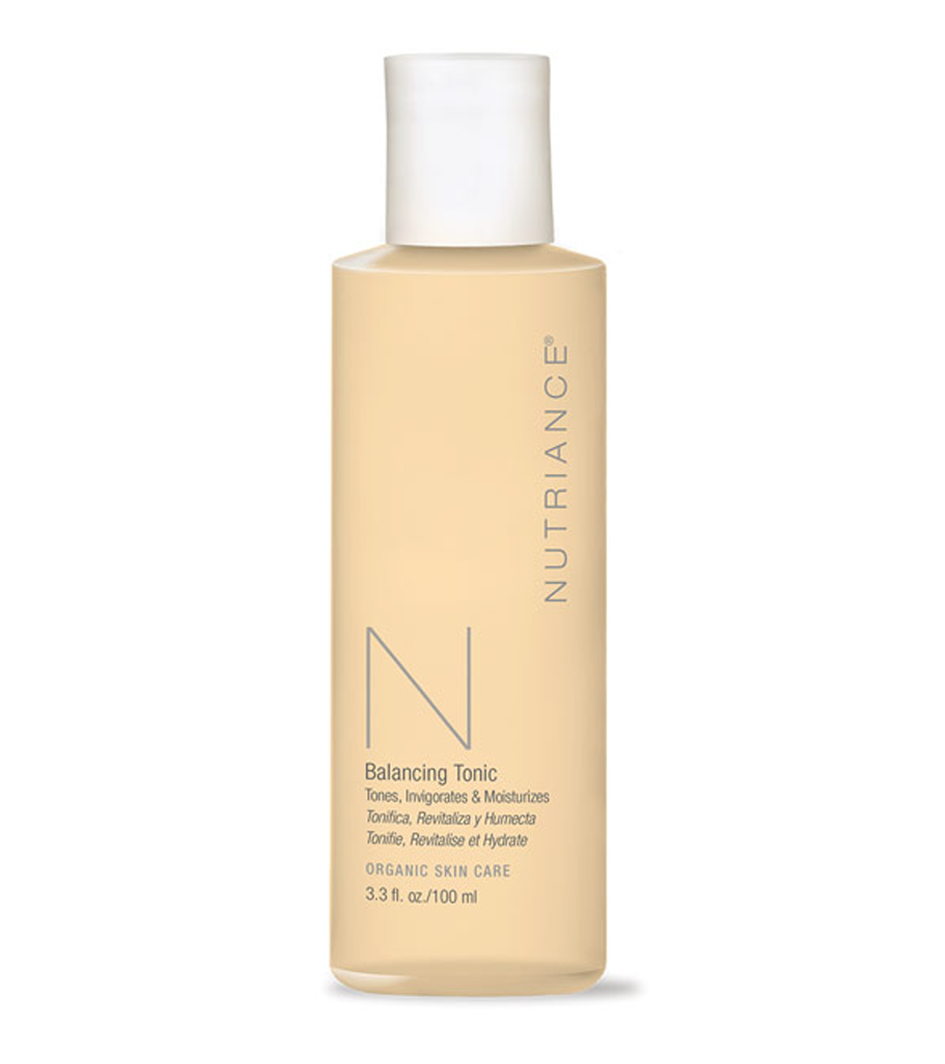 NUTRIANCE®
N
Balancing Tonic
Tones, Invigorates & Moisturizes
Tonifica, Revitaliza y Humecta
Tonifie, Revitalise et Hydrate
ORGANIC SKIN CARE
3.3 fl. oz./100 ml